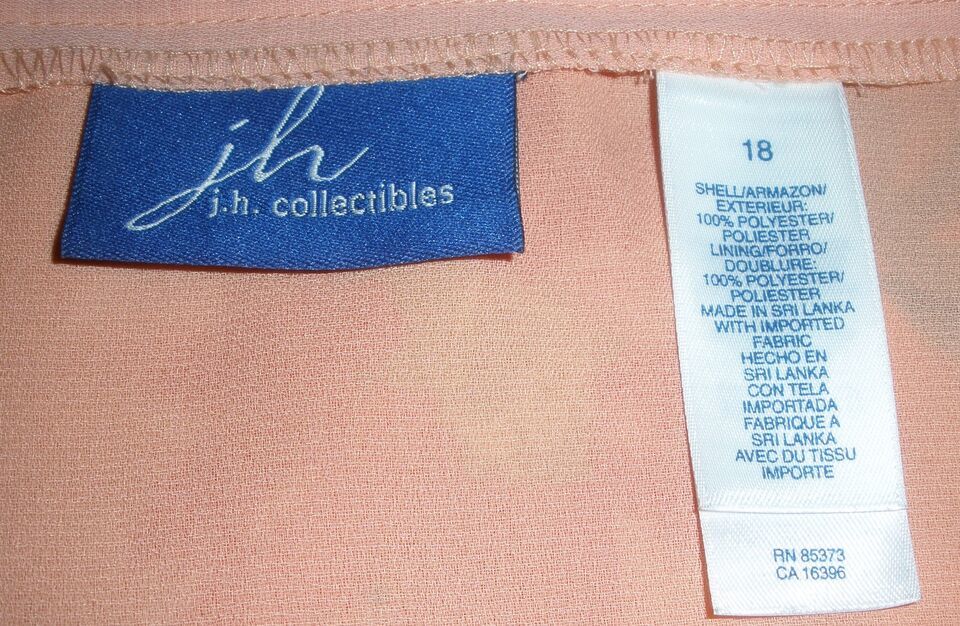 jh
j.h. collectibles
18
SHELL/ARMAZON/
EXTERIEUR:
100% POLYESTER/
POLIESTER
LINING/FORRO/
DOUBLURE:
100% POLYESTER/
POLIESTER
MADE IN SRI LANKA
WITH IMPORTED
FABRIC
HECHO EN
SRI LANKA
CON TELA
IMPORTADA
FABRIQUE A
SRI LANKA
AVEC DU TISSU
IMPORTE
RN 85373
CA 16396